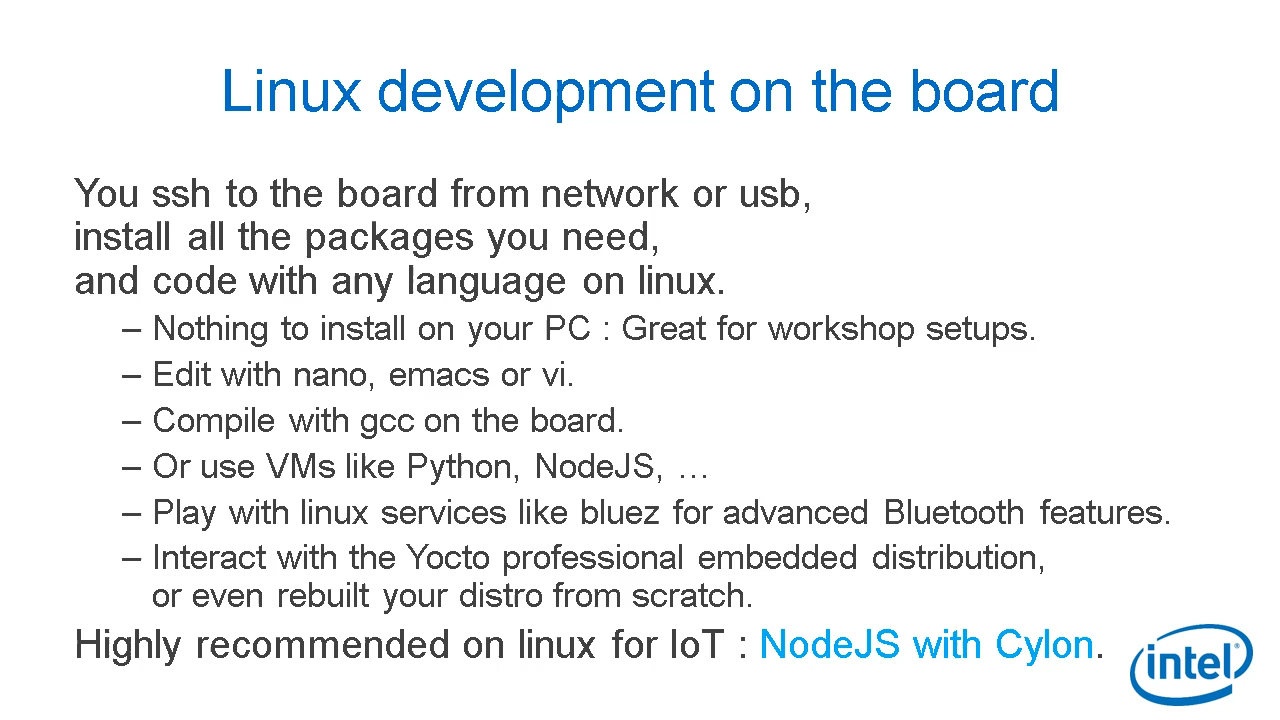 Linux development on the board
You ssh to the board from network or usb,
install all the packages you need,
and code with any language on linux.
– Nothing to install on your PC : Great for workshop setups.
– Edit with nano, emacs or vi.
– Compile with gcc on the board.
– Or use VMs like Python, NodeJS, …
– Play with linux services like bluez for advanced Bluetooth features.
– Interact with the Yocto professional embedded distribution,
or even rebuilt your distro from scratch.
Highly recommended on linux for IoT : NodeJS with Cylon.
intel®